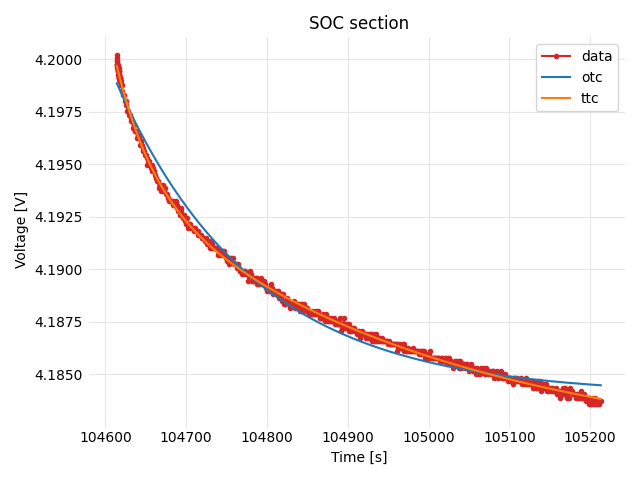 SOC section
data
otc
ttc
4.2000
4.1975
4.1950
4.1925
4.1900
4.1875
4.1850
Voltage [V]
104600 104700 104800 104900 105000 105100 105200
Time [s]